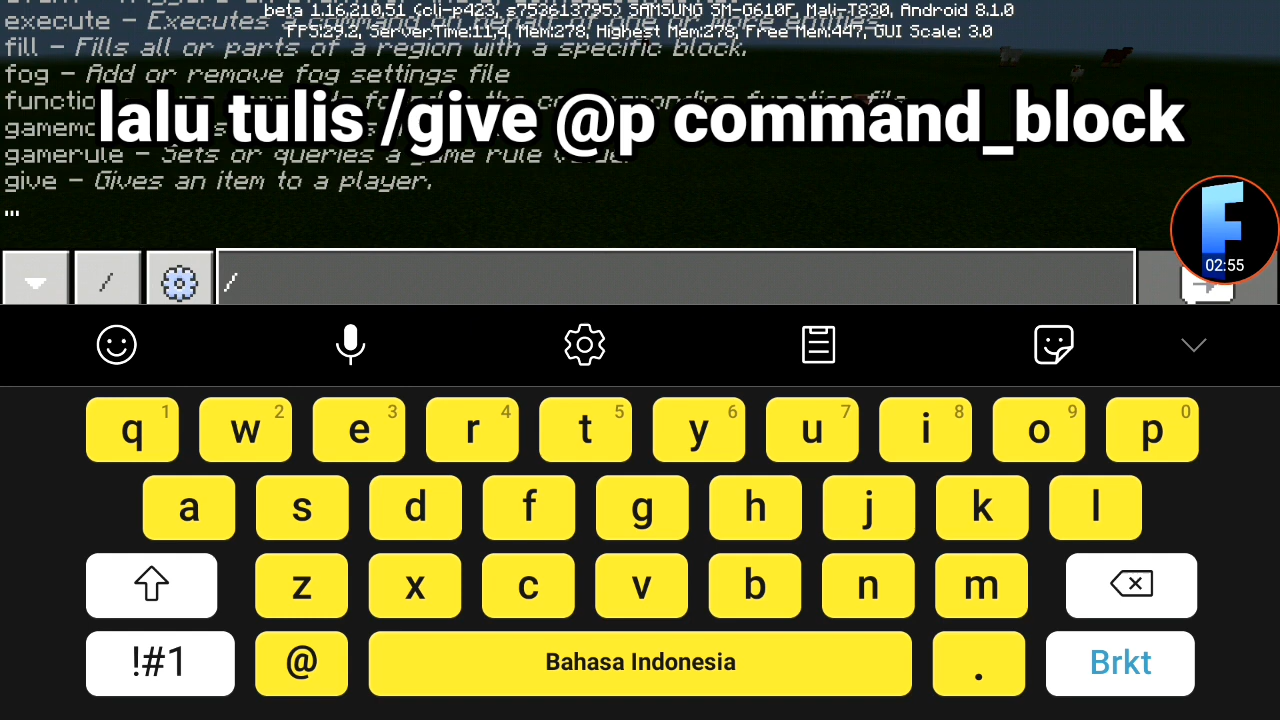 beta 1.16.210.51 SAMSUNG SM-G610F, Mali-T830, Android 8.1.0
execute – Executes a command on behalf of one or more entities.
FPS:29.2, ServerTime:11.4, Mem:278, Highest Mem:278, Free Mem:447, GUI Scale: 3.0
fill – Fills all or parts of a region with a specific block.
fog – Add or remove fog settings file
lalu tulis /give @p command_block
gamerule – Sets or queries a game rule value.
give – Gives an item to a player.
...
/
/
02:55
q 1 w 2 e 3 r 4 t 5 y 6 u 7 i 8 o 9 p 0
a s d f g h j k l
z x c v b n m
!#1 @ Bahasa Indonesia . Brkt